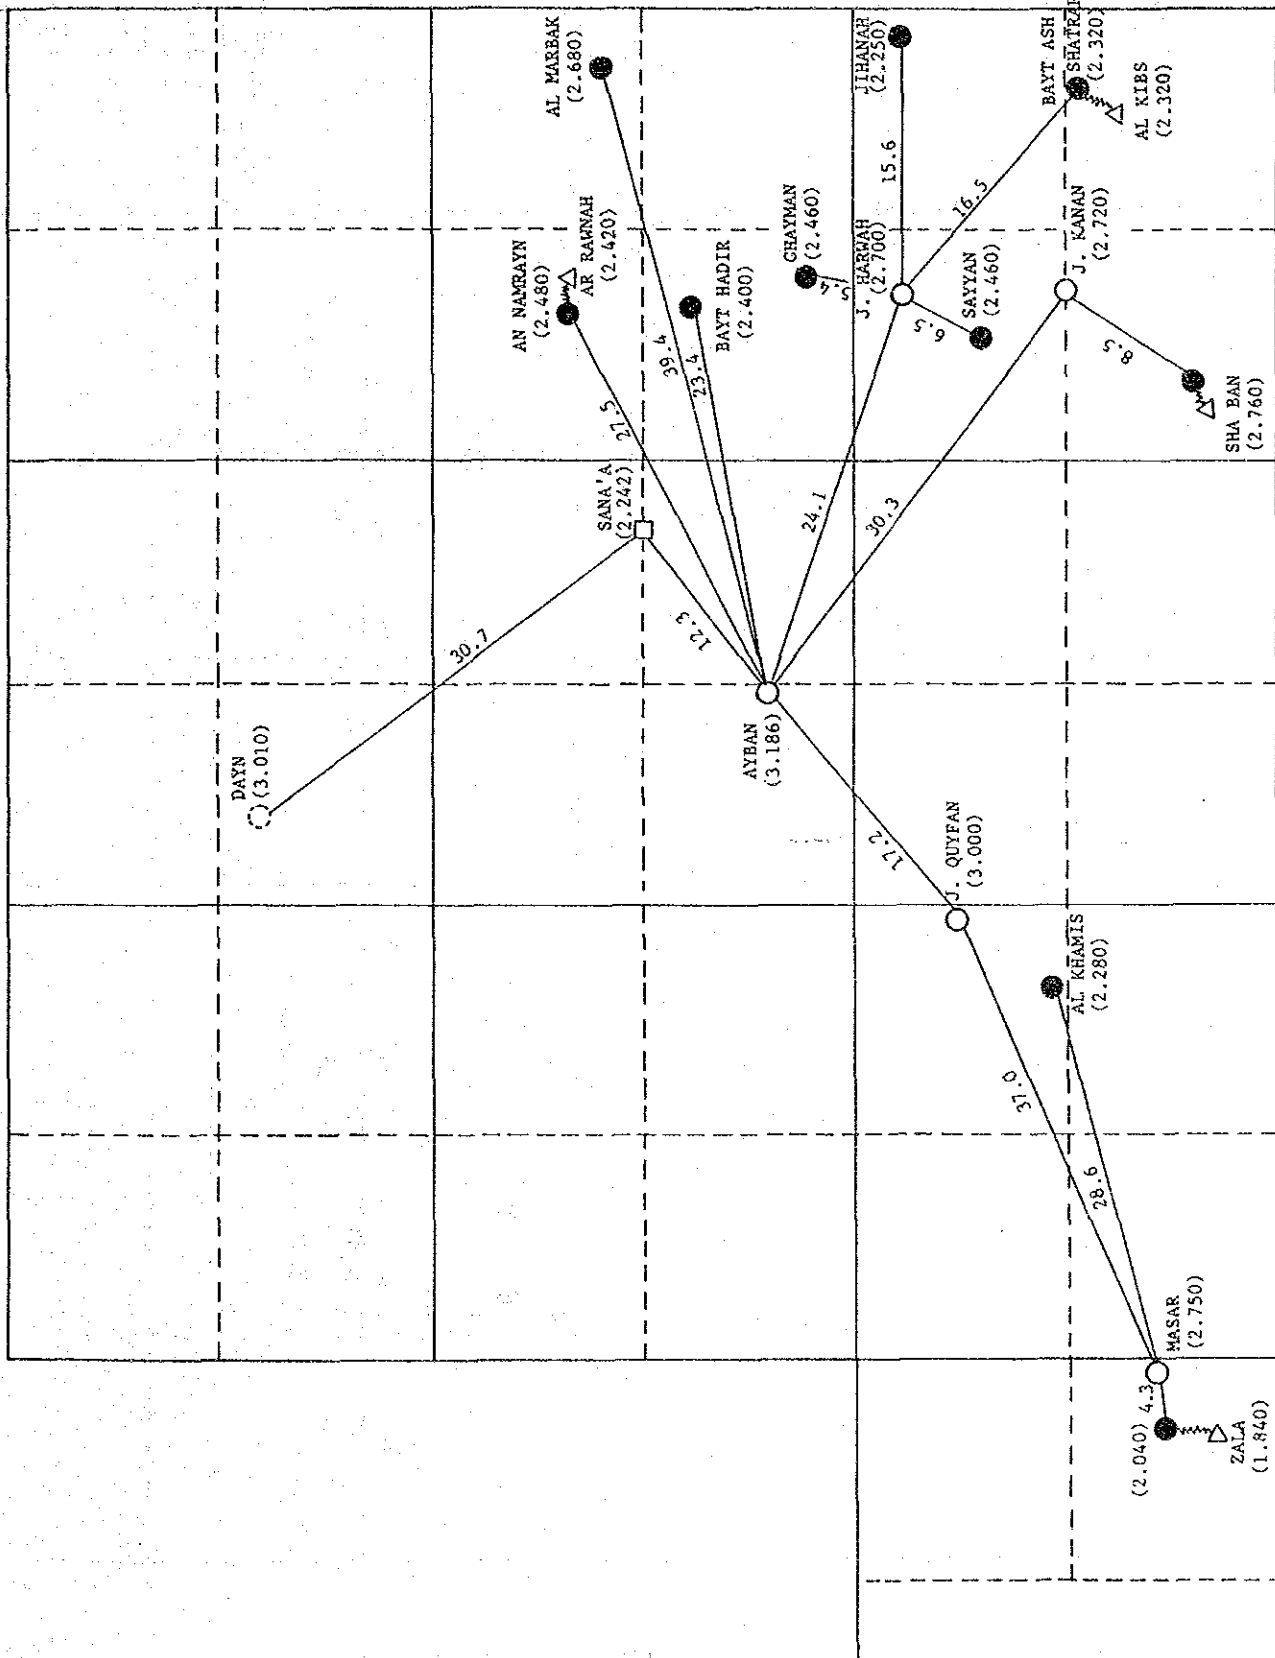 AL MARBAK
(2.680)
JIHANAH
(2.250)
BAYT ASH
(2.320)
AL KIBS
(2.320)
15.6
16.5
AN NAMRAYN
(2.480)
AR RAWNAH
(2.420)
GHAYMAN
(2.460)
5.4
J. HARWAH
(2.700)
J. KANAN
(2.720)
BAYT HADIR
(2.400)
SAYYAN
(2.460)
6.5
8.5
SHA BAN
(2.760)
39.4
23.4
27.5
SANA'A
(2.242)
24.1
30.3
30.7
12.3
DAYN
(3.010)
AYBAN
(3.186)
17.2
J. QUYFAN
(3.000)
AL KHAMIS
(2.280)
37.0
28.6
MASAR
(2.750)
4.3
(2.040)
ZALA
(1.840)